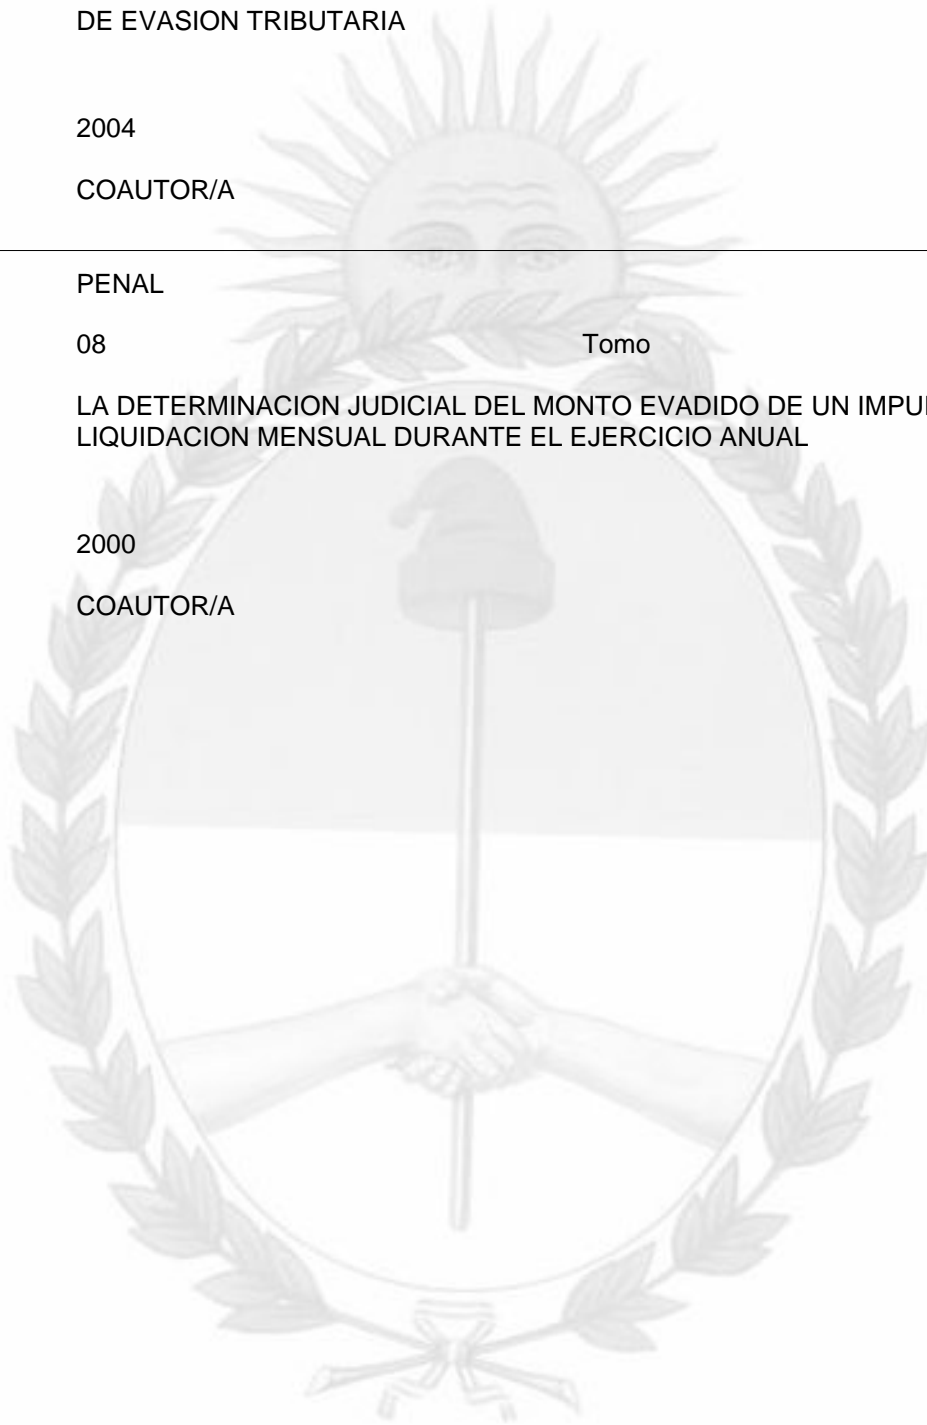 DE EVASION TRIBUTARIA
2004
COAUTOR/A
PENAL
08 Tomo
LA DETERMINACION JUDICIAL DEL MONTO EVADIDO DE UN
LIQUIDACION MENSUAL DURANTE EL EJERCICIO ANUAL
2000
COAUTOR/A